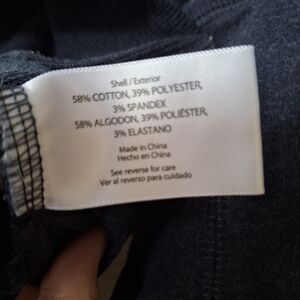 Shell / Exterior
58% COTTON, 39% POLYESTER,
3% SPANDEX
58% ALGODON, 39% POLIÉSTER,
3% ELASTANO
Made in China
Hecho en China
See reverse for care
Ver al reverso para cuidado